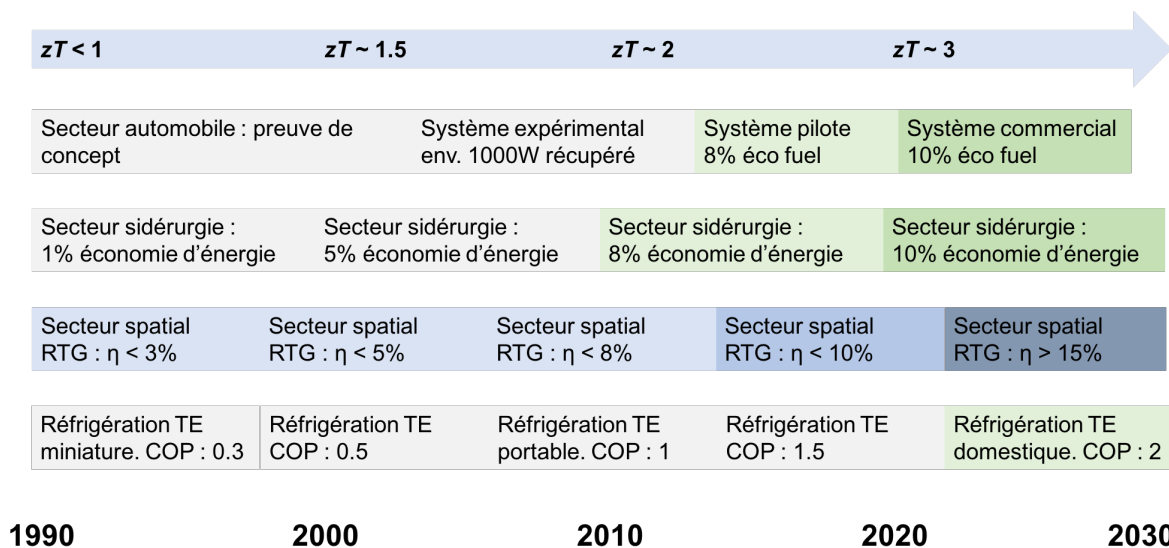 zT < 1 zT ~ 1.5 zT ~ 2 zT ~ 3
Secteur automobile : preuve de
concept
Système expérimental
env. 1000W récupéré
Système pilote
8% éco fuel
Système commercial
10% éco fuel
Secteur sidérurgie :
1% économie d'énergie
Secteur sidérurgie :
5% économie d'énergie
Secteur sidérurgie :
8% économie d'énergie
Secteur sidérurgie :
10% économie d'énergie
Secteur spatial
RTG : η < 3%
Secteur spatial
RTG : η < 5%
Secteur spatial
RTG : η < 8%
Secteur spatial
RTG : η < 10%
Secteur spatial
RTG : η > 15%
Réfrigération TE
miniature. COP : 0.3
Réfrigération TE
COP : 0.5
Réfrigération TE
portable. COP : 1
Réfrigération TE
COP : 1.5
Réfrigération TE
domestique. COP : 2
1990 2000 2010 2020 2030